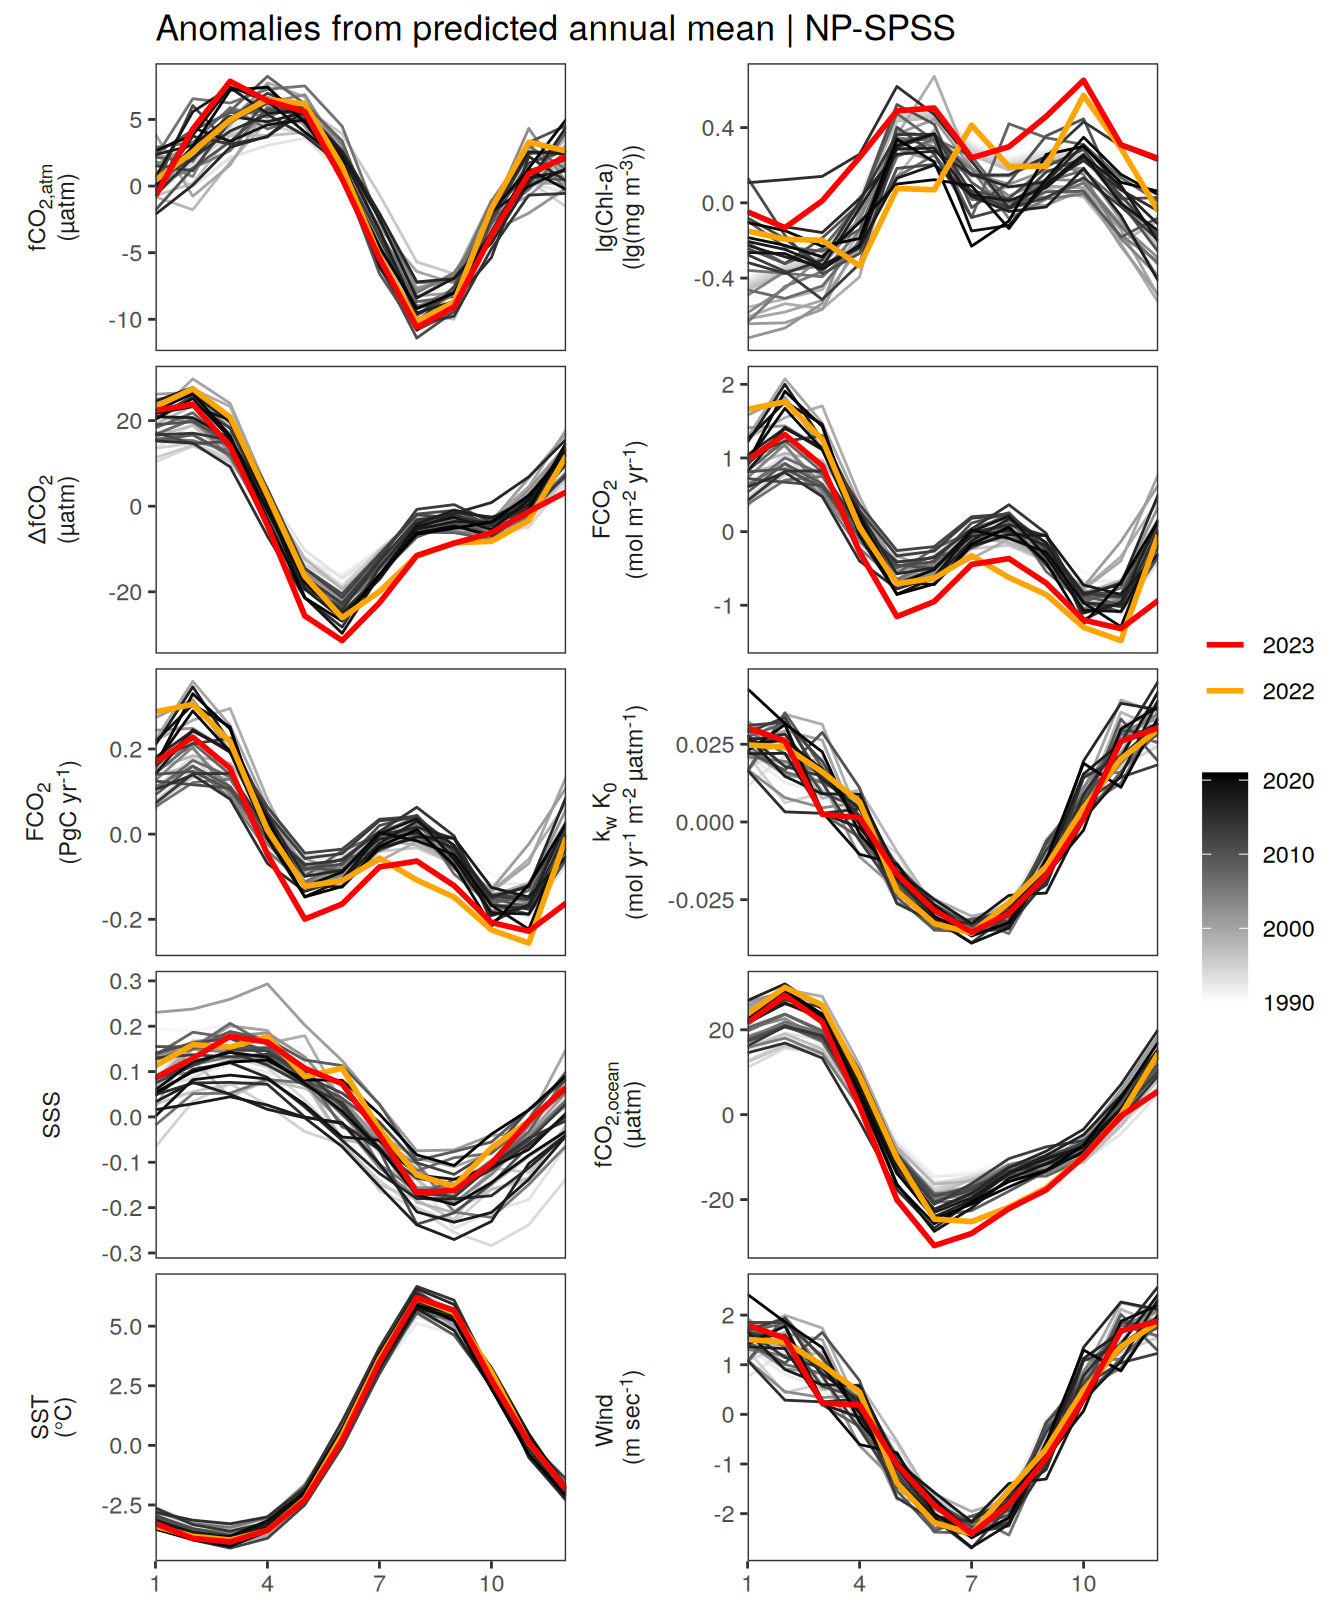 Anomalies from predicted annual mean | NP-SPSS
fCO2,atm
(µatm)
5
0
-5
-10
lg(Chl-a)
(lg(mg m-3))
0.4
0.0
-0.4
ΔfCO2
(µatm)
20
0
-20
FCO2
(mol m-2 yr-1)
2
1
0
-1
FCO2
(PgC yr-1)
0.2
0.0
-0.2
kw K0
(mol yr-1 m-2 µatm-1)
0.025
0.000
-0.025
SSS
0.3
0.2
0.1
0.0
-0.1
-0.2
-0.3
fCO2,ocean
(µatm)
20
0
-20
SST
(°C)
5.0
2.5
0.0
-2.5
1
4
7
10
Wind
(m sec-1)
2
1
0
-1
-2
1
4
7
10
2023
2022
2020
2010
2000
1990